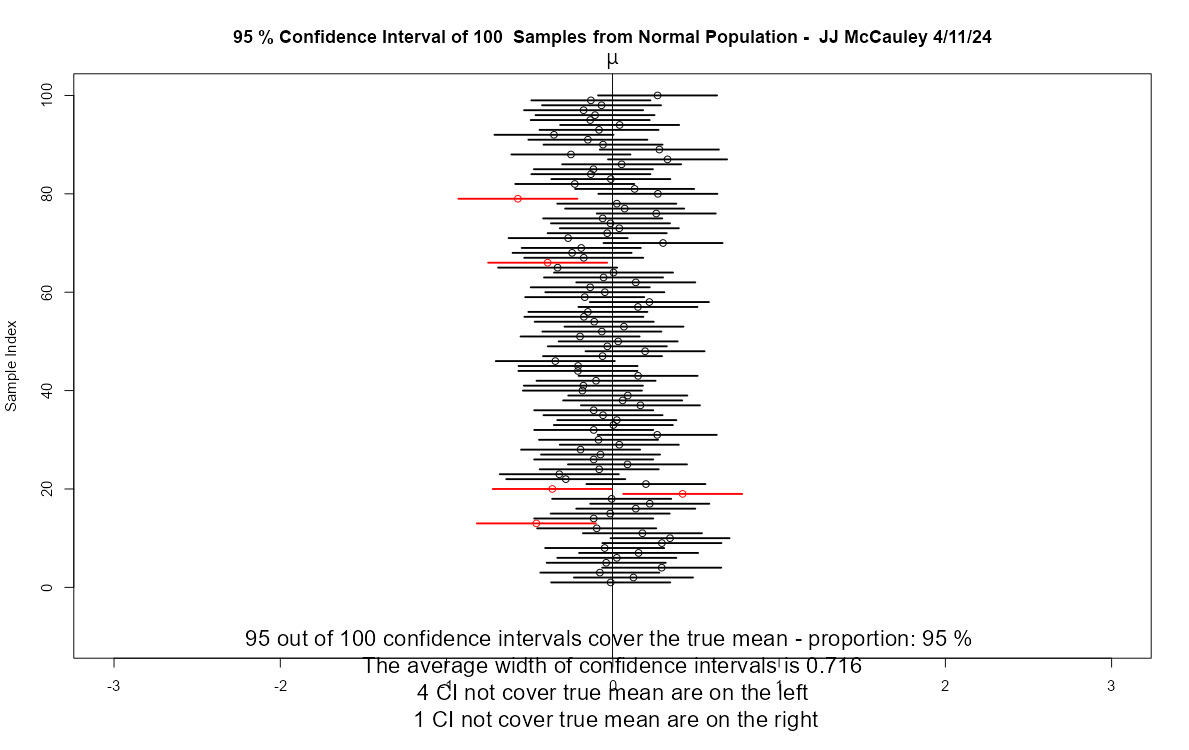 95 % Confidence Interval of 100  Samples from Normal Population -  JJ McCauley 4/11/24
μ
100
80
60
40
20
0
Sample Index
95 out of 100 confidence intervals cover the true mean - proportion: 95 %
The average width of confidence intervals is 0.716
-3 -2 -1 0 1 2 3
4 CI not cover true mean are on the left
1 CI not cover true mean are on the right